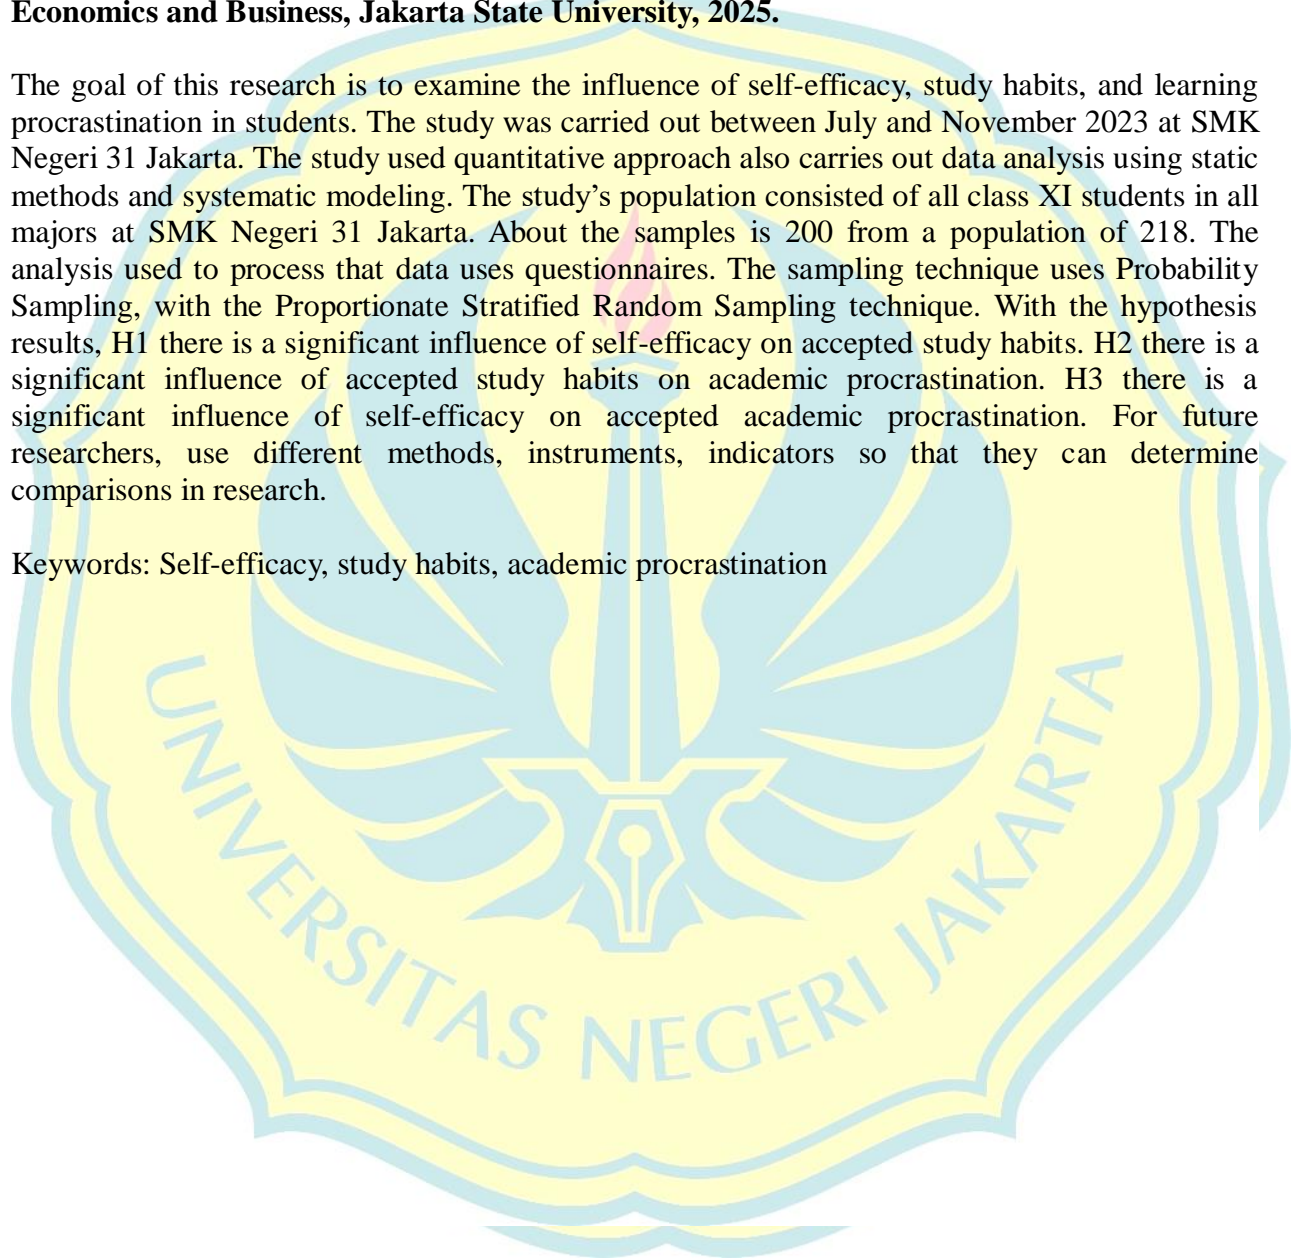 Economics and Business, Jakarta State University, 2025.
The goal of this research is to examine the influence of self-efficacy, study habits, and learning
procrastination in students. The study was carried out between July and November 2023 at SMK
Negeri 31 Jakarta. The study used quantitative approach also carries out data analysis using static
methods and systematic modeling. The study’s population consisted of all class XI students in all
majors at SMK Negeri 31 Jakarta. About the samples is 200 from a population of 218. The
analysis used to process that data uses questionnaires. The sampling technique uses Probability
Sampling, with the Proportionate Stratified Random Sampling technique. With the hypothesis
results, H1 there is a significant influence of self-efficacy on accepted study habits. H2 there is a
significant influence of accepted study habits on academic procrastination. H3 there is a
significant influence of self-efficacy on accepted academic procrastination. For future
researchers, use different methods, instruments, indicators so that they can determine
comparisons in research.
Keywords: Self-efficacy, study habits, academic procrastination
UNIVERSITAS NEGERI JAKARTA